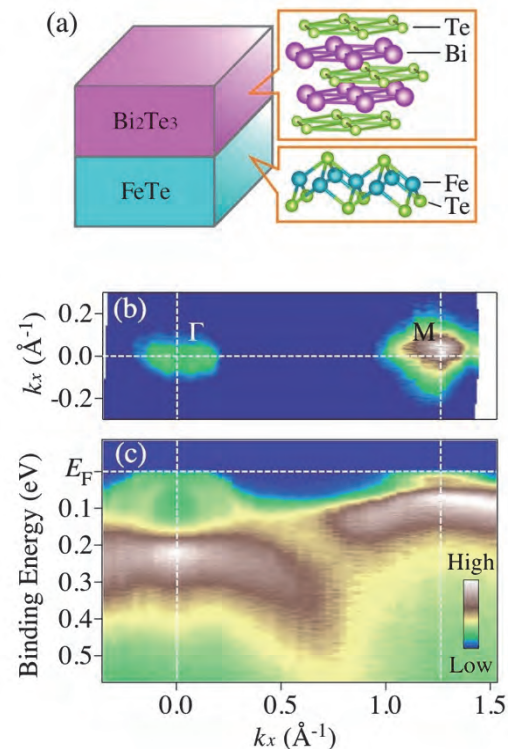 (a)
Te
Bi
Bi₂Te₃
FeTe
Fe
Te
(b)
Γ
M
0.2
0.0
-0.2
kx (Å⁻¹)
(c)
EF
0.1
0.2
0.3
0.4
0.5
Binding Energy (eV)
High
Low
0.0
0.5
1.0
1.5
kx (Å⁻¹)